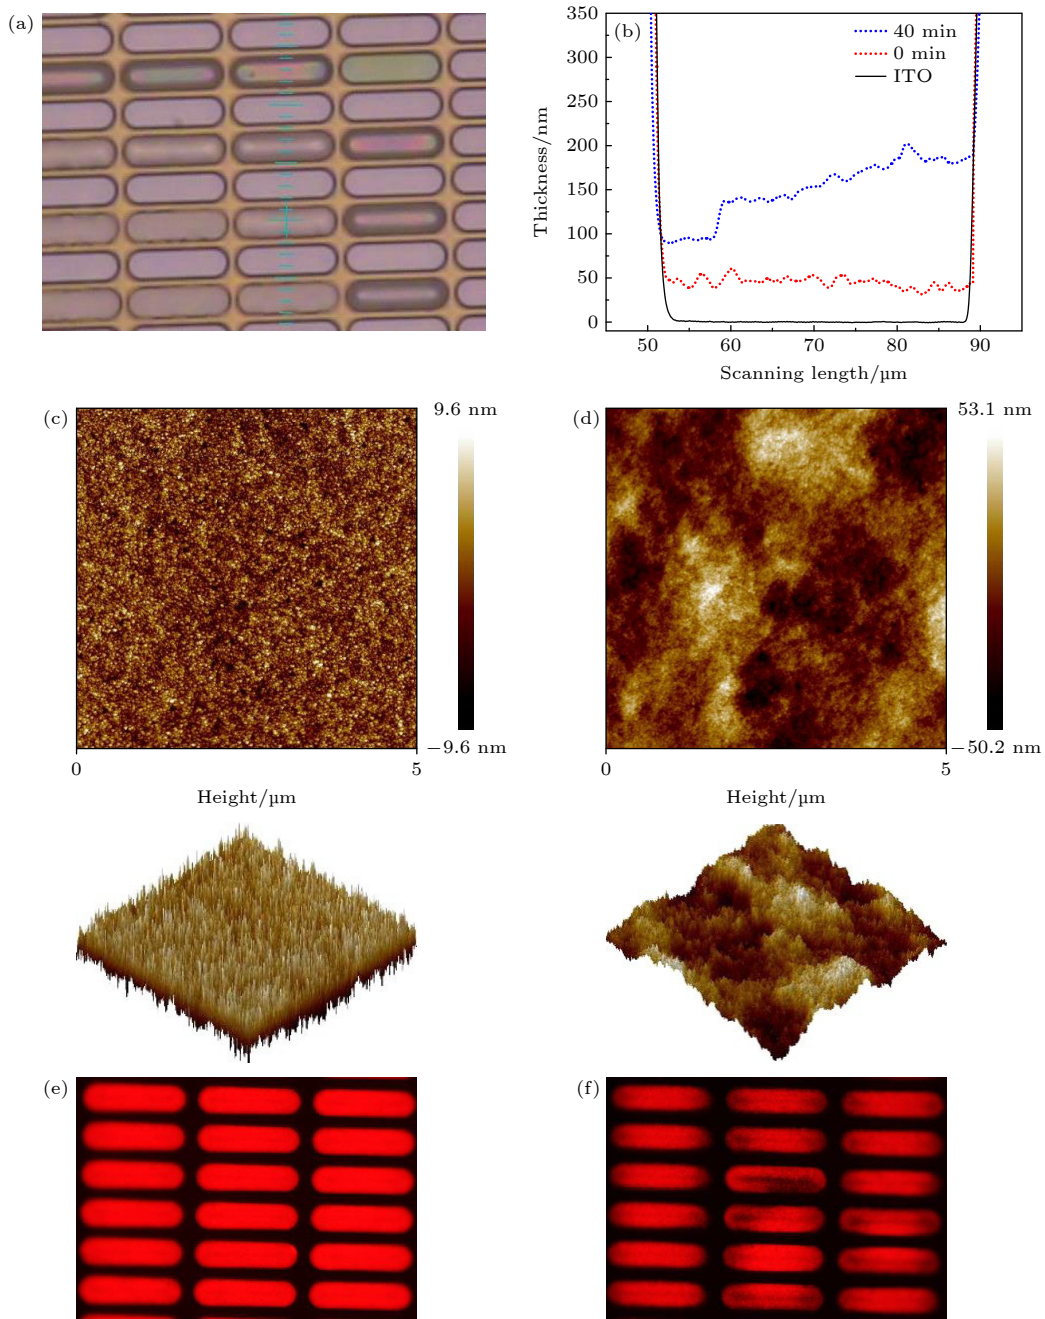 (a)
(b)
40 min
0 min
ITO
Thickness/nm
350
300
250
200
150
100
50
0
50 60 70 80 90
Scanning length/μm
(c)
9.6 nm
−9.6 nm
0 5
Height/μm
(d)
53.1 nm
−50.2 nm
0 5
Height/μm
(e)
(f)